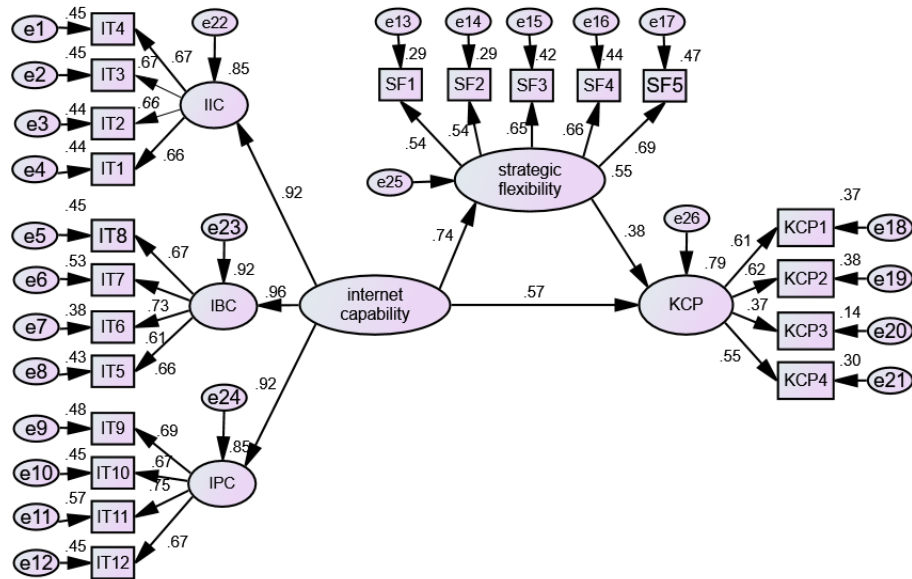 e1
.45
IT4
e2
.45
IT3
e3
.44
IT2
e4
.44
IT1
.67
.67
.66
.66
IIC
e22
.85
.92
e5
.45
IT8
e6
.53
IT7
e7
.38
IT6
e8
.43
IT5
.67
.73
.61
.66
IBC
e23
.92
.96
e9
.48
IT9
e10
.45
IT10
e11
.57
IT11
e12
.45
IT12
.69
.67
.75
.67
IPC
e24
.85
.92
internet
capability
.74
.57
e13
e14
e15
e16
e17
.29
.29
.42
.44
.47
SF1
SF2
SF3
SF4
SF5
.54
.54
.65
.66
.69
e25
strategic
flexibility
.55
.38
e26
.79
KCP
.61
.62
.37
.55
KCP1
.37
e18
KCP2
.38
e19
KCP3
.14
e20
KCP4
.30
e21